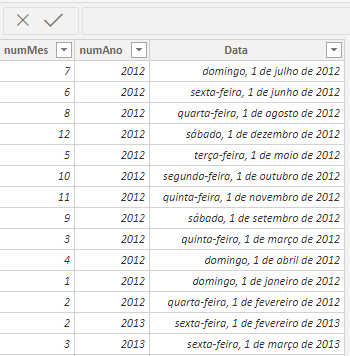 numMes numAno Data
7 2012 domingo, 1 de julho de 2012
6 2012 sexta-feira, 1 de junho de 2012
8 2012 quarta-feira, 1 de agosto de 2012
12 2012 sábado, 1 de dezembro de 2012
5 2012 terça-feira, 1 de maio de 2012
10 2012 segunda-feira, 1 de outubro de 2012
11 2012 quinta-feira, 1 de novembro de 2012
9 2012 sábado, 1 de setembro de 2012
3 2012 quinta-feira, 1 de março de 2012
4 2012 domingo, 1 de abril de 2012
1 2012 domingo, 1 de janeiro de 2012
2 2012 quarta-feira, 1 de fevereiro de 2012
2 2013 sexta-feira, 1 de fevereiro de 2013
3 2013 sexta-feira, 1 de março de 2013